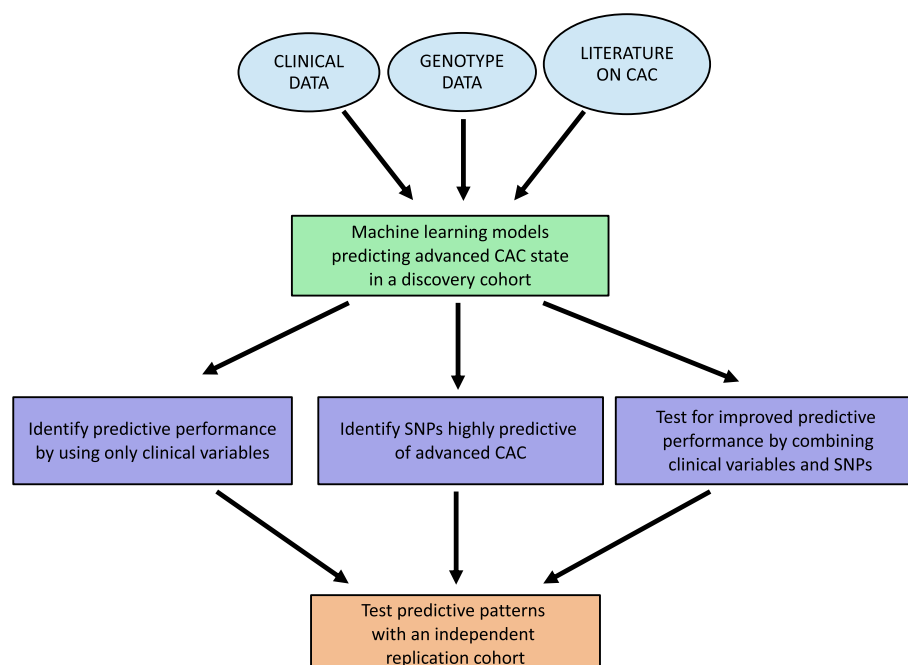 CLINICAL
DATA
GENOTYPE
DATA
LITERATURE
ON CAC
Machine learning models
predicting advanced CAC state
in a discovery cohort
Identify predictive performance
by using only clinical variables
Identify SNPs highly predictive
of advanced CAC
Test for improved predictive
performance by combining
clinical variables and SNPs
Test predictive patterns
with an independent
replication cohort